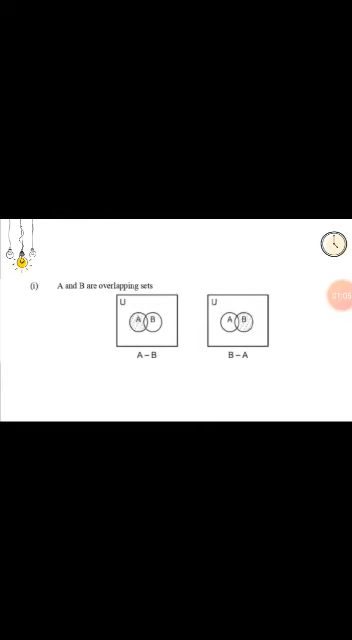 (i) A and B are overlapping sets
U A B U A B
A – B B – A